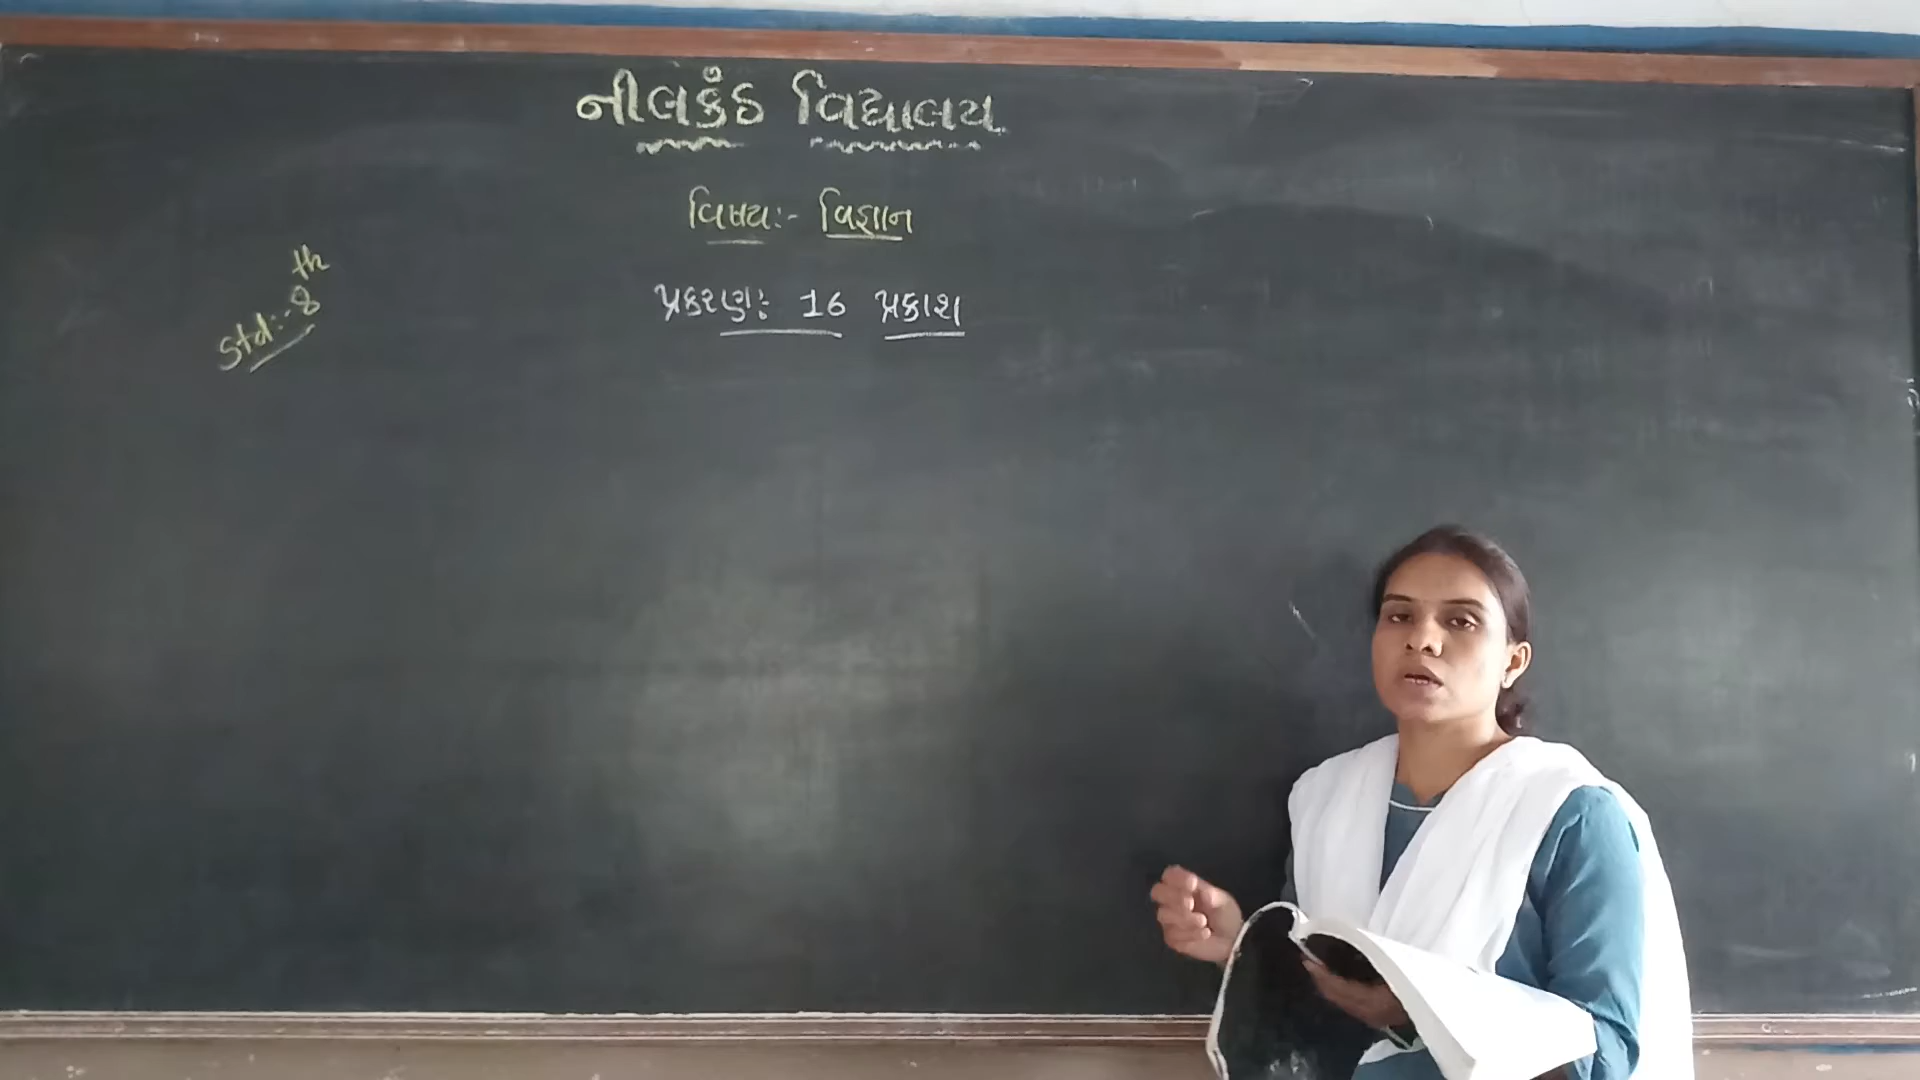 નીલકંઠ વિદ્યાલય
વિષય:- વિજ્ઞાન
Std:- 8th
પ્રકરણ: 16 પ્રકાશ